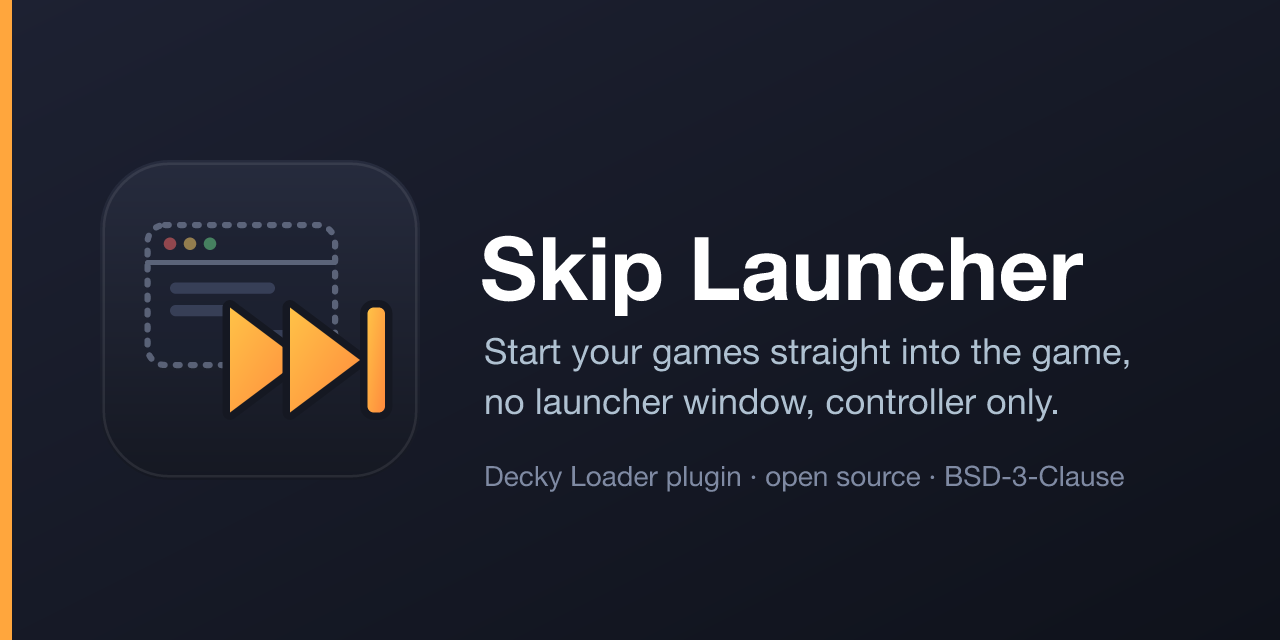 Skip Launcher
Start your games straight into the game,
no launcher window, controller only.
Decky Loader plugin · open source · BSD-3-Clause